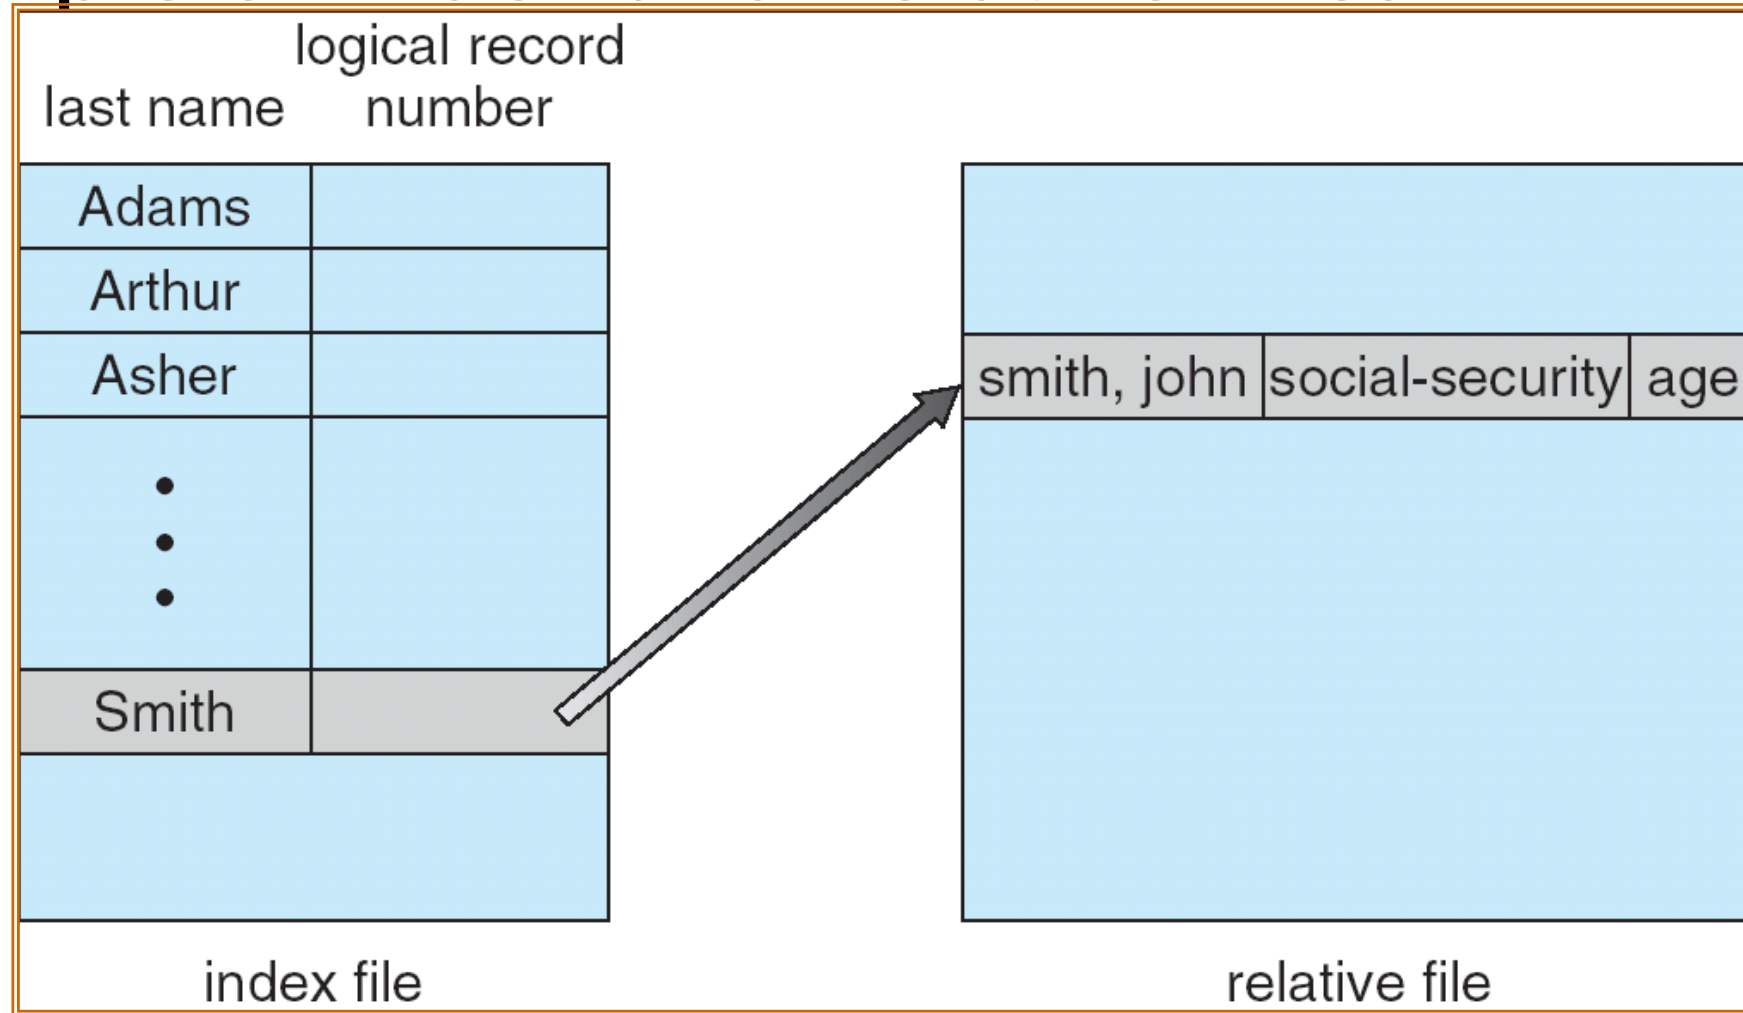 logical record
last name number
Adams
Arthur
Asher
smith, john social-security age
Smith
index file relative file